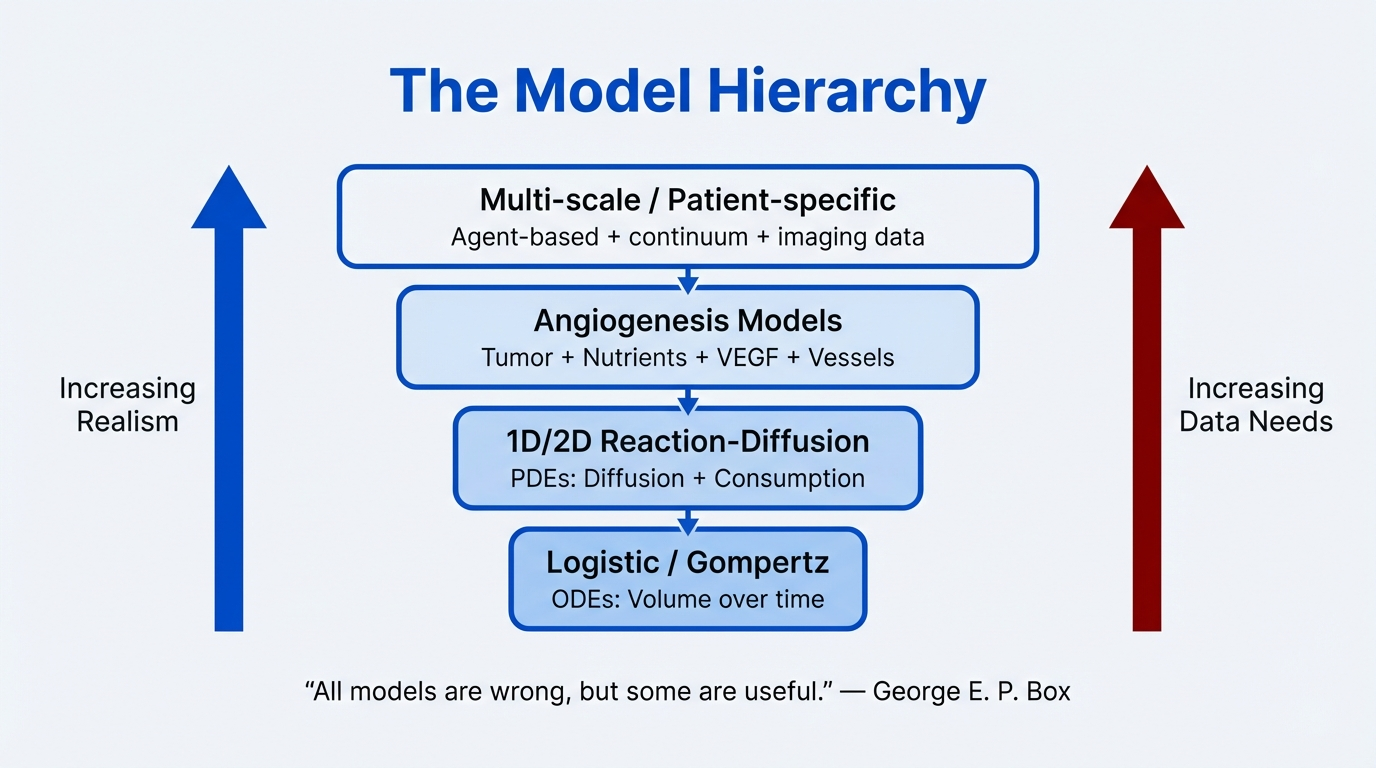 The Model Hierarchy
Multi-scale / Patient-specific
Agent-based + continuum + imaging data
Angiogenesis Models
Tumor + Nutrients + VEGF + Vessels
Increasing
Realism
Increasing
Data Needs
1D/2D Reaction-Diffusion
PDEs: Diffusion + Consumption
Logistic / Gompertz
ODEs: Volume over time
“All models are wrong, but some are useful.” — George E. P. Box